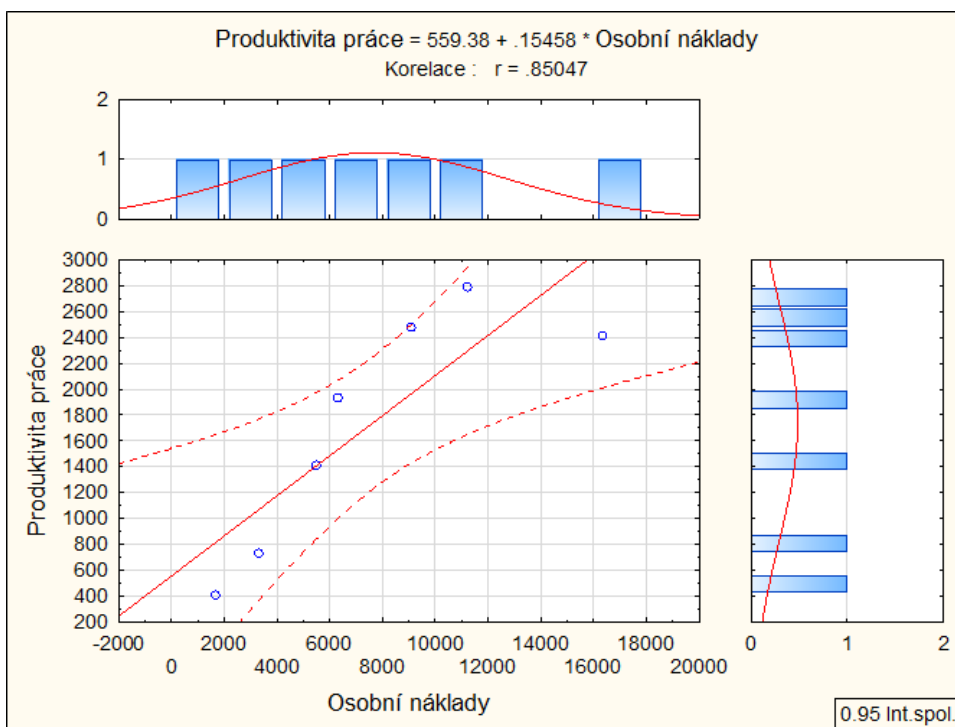 Produktivita práce = 559.38 + .15458 * Osobní náklady
Korelace : r = .85047
2
1
0
3000
2800
2600
2400
2200
2000
1800
1600
1400
1200
1000
800
600
400
200
Produktivita práce
-2000 2000 6000 10000 14000 18000
0 4000 8000 12000 16000 20000
Osobní náklady
0 1 2
0.95 Int.spol.